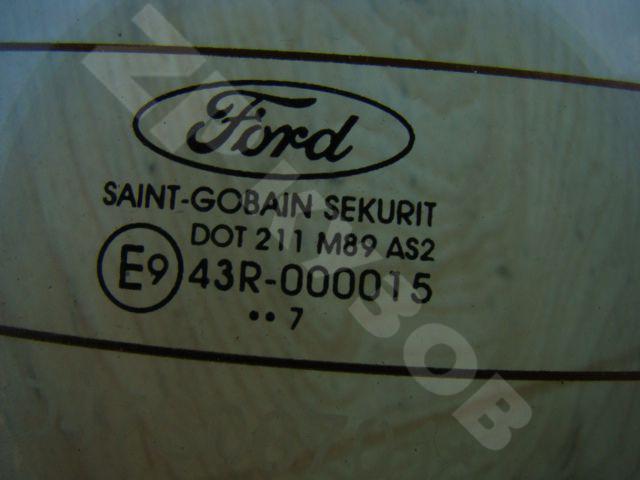 Ford
SAINT-GOBAIN SEKURIT
DOT 211 M89 AS2
E9 43R-000015
•• 7